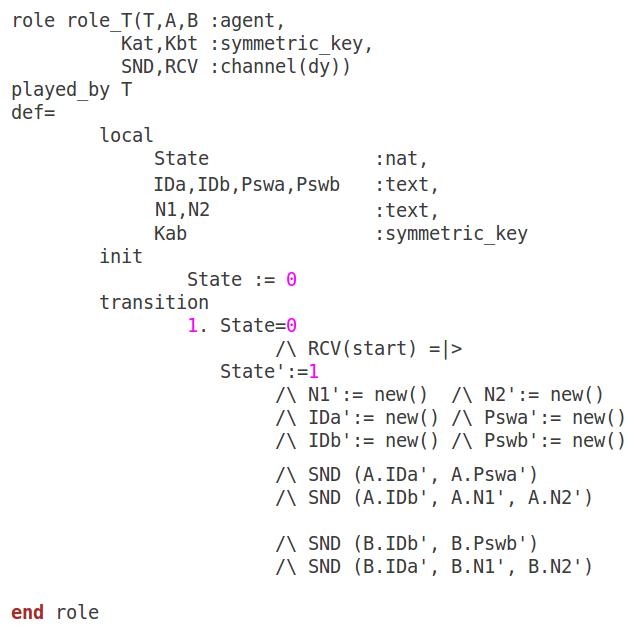 role role_T(T,A,B :agent,
Kat,Kbt :symmetric_key,
SND,RCV :channel(dy))
played_by T
def=
local
State :nat,
IDa,IDb,Pswa,Pswb :text,
N1,N2 :text,
Kab :symmetric_key
init
State := 0
transition
1. State=0
/\ RCV(start) =|>
State':=1
/\ N1':= new() /\ N2':= new()
/\ IDa':= new() /\ Pswa':= new()
/\ IDb':= new() /\ Pswb':= new()
/\ SND (A.IDa', A.Pswa')
/\ SND (A.IDb', A.N1', A.N2')
/\ SND (B.IDb', B.Pswb')
/\ SND (B.IDa', B.N1', B.N2')
end role